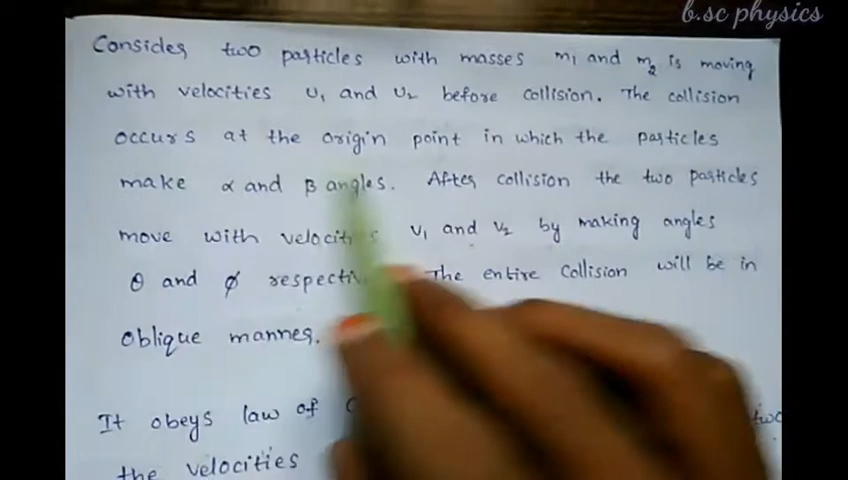 b.sc physics
Consider two particles with masses m1 and m2 is moving
with velocities u1 and u2 before collision. The collision
occurs at the origin point in which the particles
make α and β angles. After collision the two particles
move with velocities v1 and v2 by making angles
θ and ϕ The entire collision will be in
oblique manner.
It obeys law of two
the velocities